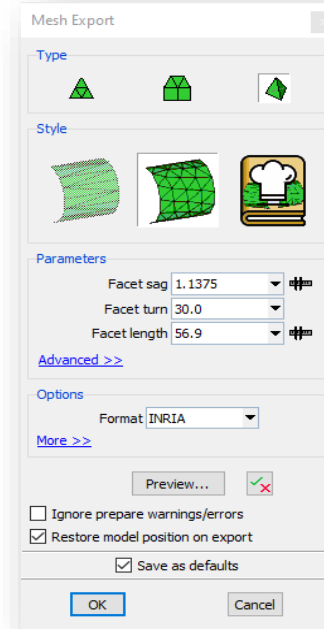 Mesh Export
Type
Style
Parameters
Facet sag 1.1375
Facet turn 30.0
Facet length 56.9
Advanced >>
Options
Format INRIA
More >>
Preview...
Ignore prepare warnings/errors
Restore model position on export
Save as defaults
OK Cancel